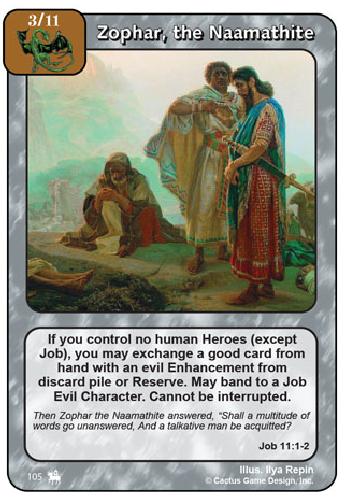 3/11
Zophar, the Naamathite
If you control no human Heroes (except
Job), you may exchange a good card from
hand with an evil Enhancement from
discard pile or Reserve. May band to a Job
Evil Character. Cannot be interrupted.
Then Zophar the Naamathite answered, "Shall a multitude of
words go unanswered, And a talkative man be acquitted?
Job 11:1-2
Illus. Ilya Repin
105
© Cactus Game Design, Inc.